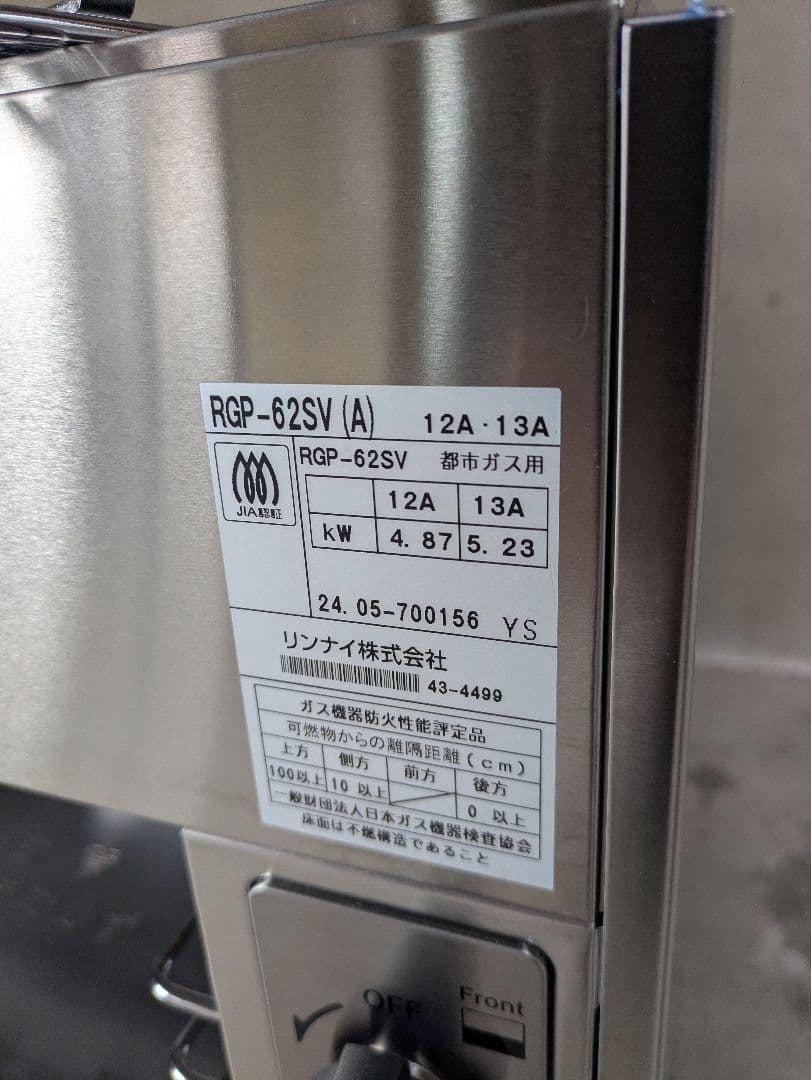 RGP-62SV(A) 12A・13A
JIA認証
RGP-62SV 都市ガス用
12A 13A
kW 4.87 5.23
24.05-700156 YS
リンナイ株式会社
43-4499
ガス機器防火性能評定品
可燃物からの離隔距離(cm)
上方 側方 前方 後方
100以上 10以上 0以上
一般財団法人日本ガス機器検査協会
床面は不燃構造であること
OFF Front